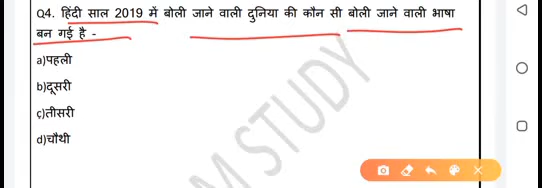 Q4. हिंदी साल 2019 में बोली जाने वाली दुनिया की कौन सी बोली जाने वाली भाषा
बन गई है -
a)पहली
b)दूसरी
c)तीसरी
d)चौथी
M STUDY